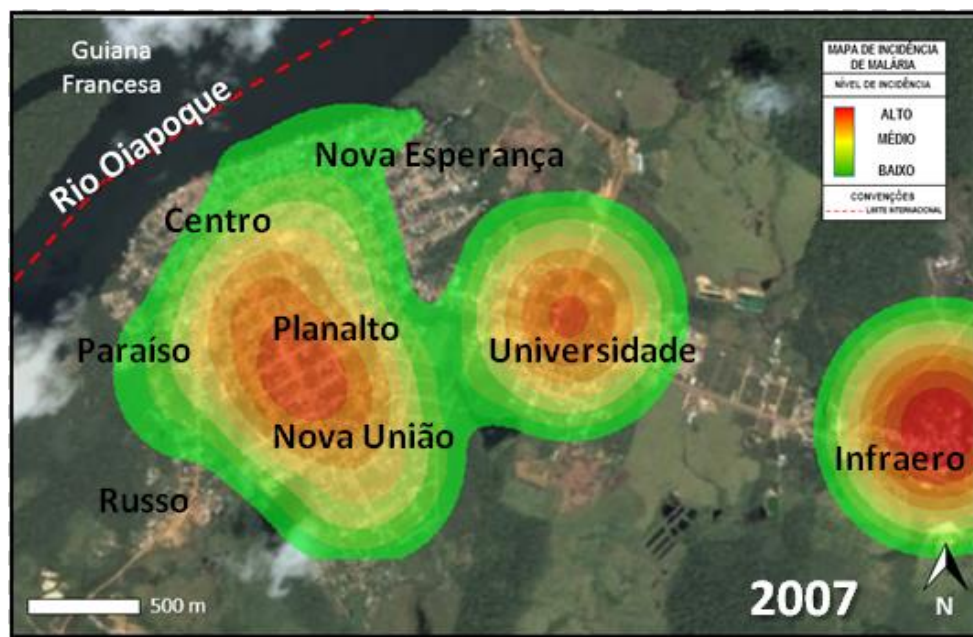 Guiana
Francesa
Rio Oiapoque
MAPA DE INCIDÊNCIA
DE MALÁRIA
NÍVEL DE INCIDÊNCIA
ALTO
MÉDIO
BAIXO
CONVENÇÕES
LIMITE INTERNACIONAL
Nova Esperança
Centro
Planalto
Paraíso
Universidade
Nova União
Infraero
Russo
500 m
2007
N